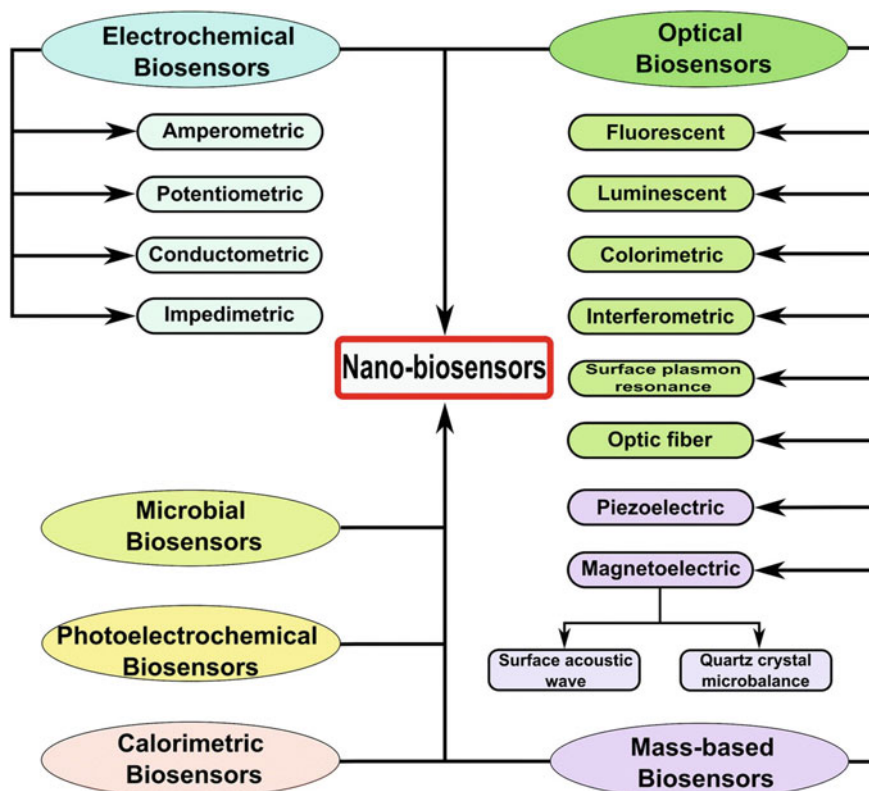 Electrochemical
Biosensors
Optical
Biosensors
Amperometric
Potentiometric
Conductometric
Impedimetric
Fluorescent
Luminescent
Colorimetric
Interferometric
Surface plasmon
resonance
Optic fiber
Nano-biosensors
Piezoelectric
Magnetoelectric
Surface acoustic
wave
Quartz crystal
microbalance
Microbial
Biosensors
Photoelectrochemical
Biosensors
Calorimetric
Biosensors
Mass-based
Biosensors